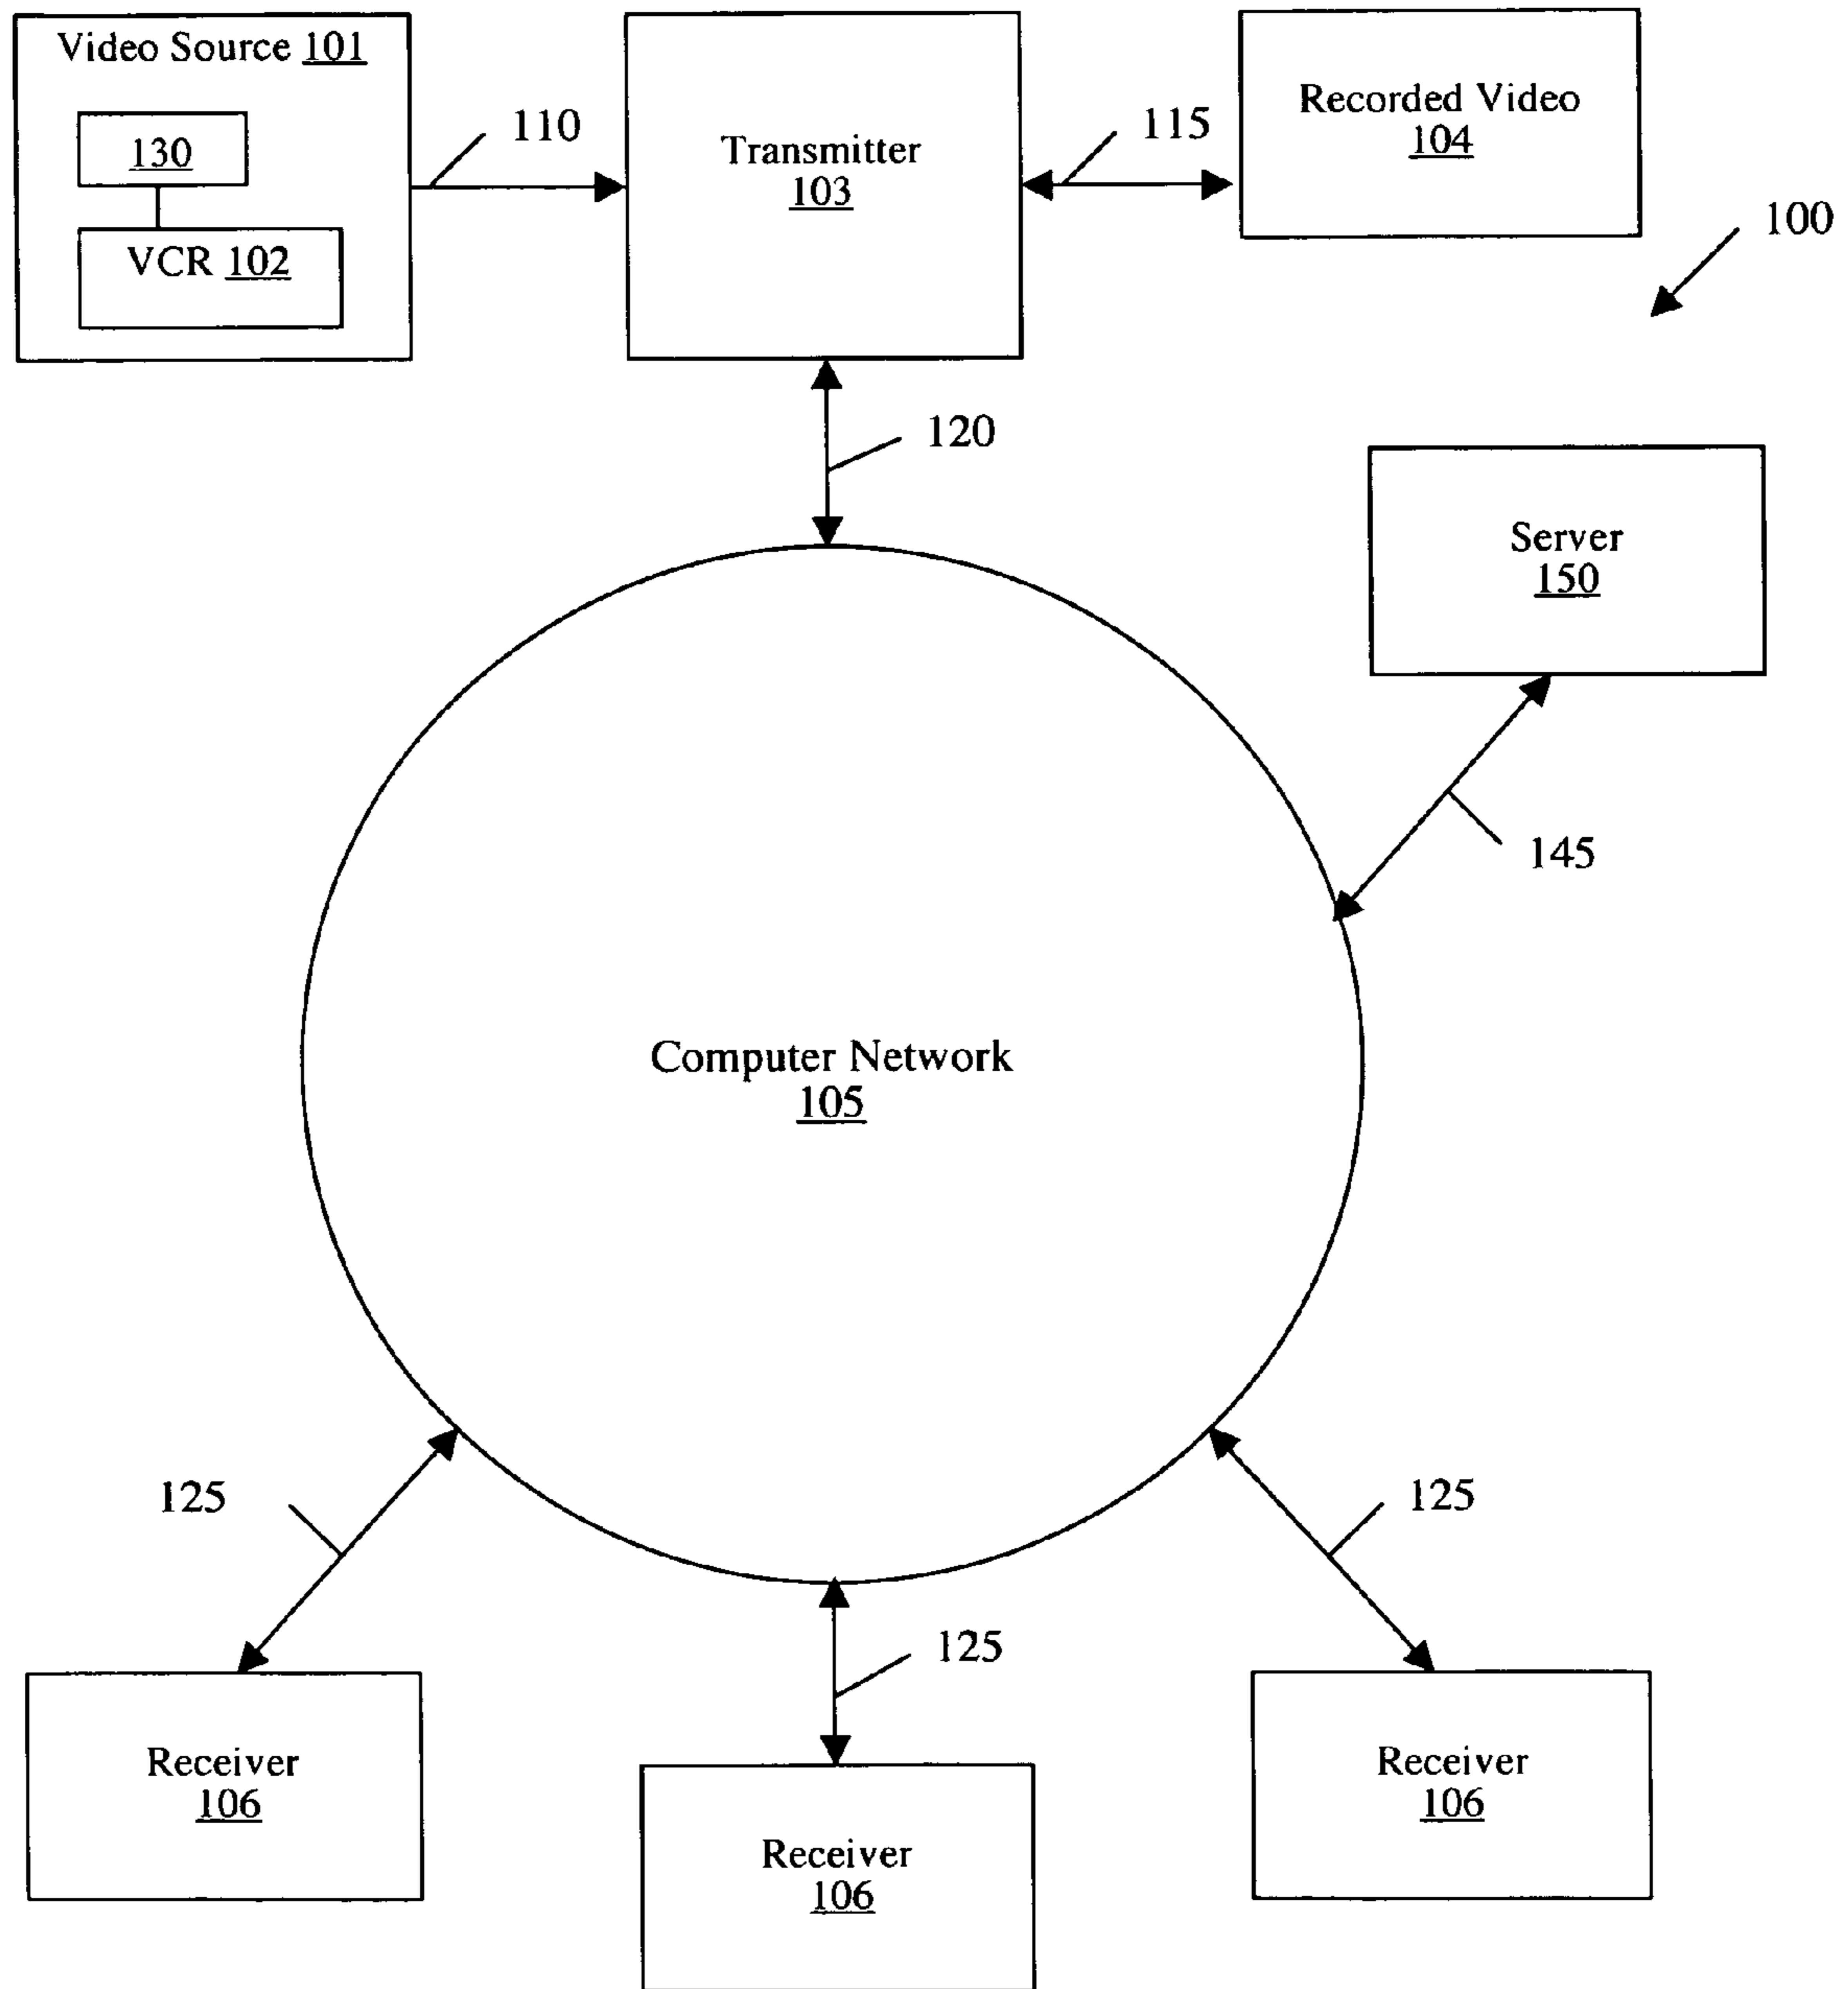 Video Source 101
130
VCR 102
110
Transmitter
103
115
Recorded Video
104
100
120
Server
150
145
Computer Network
105
125
125
125
Receiver
106
Receiver
106
Receiver
106